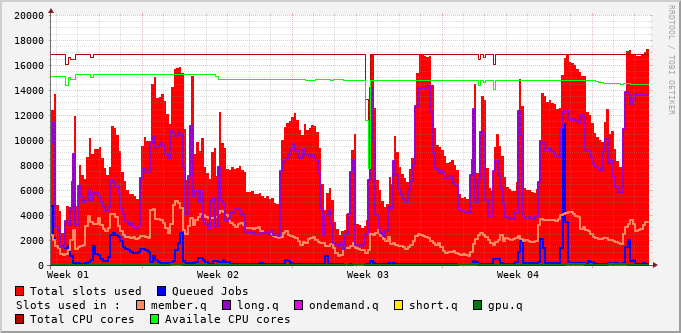 20000
18000
16000
14000
12000
10000
8000
6000
4000
2000
0
Week 01 Week 02 Week 03 Week 04
Total slots used Queued Jobs
Slots used in : member.q long.q ondemand.q short.q gpu.q
Total CPU cores Availale CPU cores
RRDTOOL / TOBI OETIKER